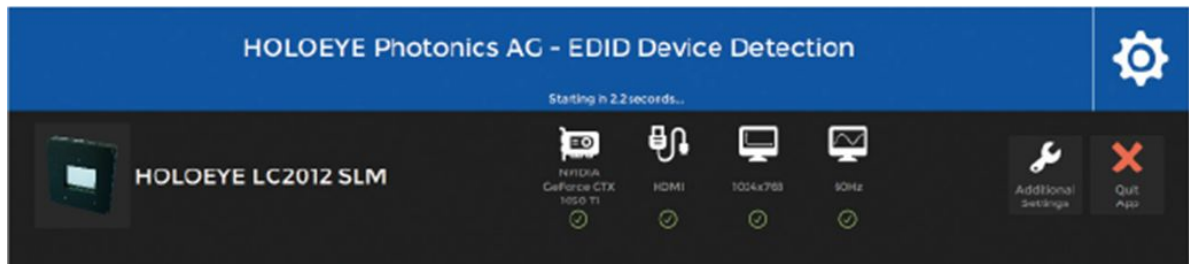 HOLOEYE Photonics AG - EDID Device Detection
Starting in 2.2 seconds...
HOLOEYE LC2012 SLM
NVIDIA
GeForce GTX
1050 TI
HDMI
1024x768
60Hz
Additional
Settings
Quit
App